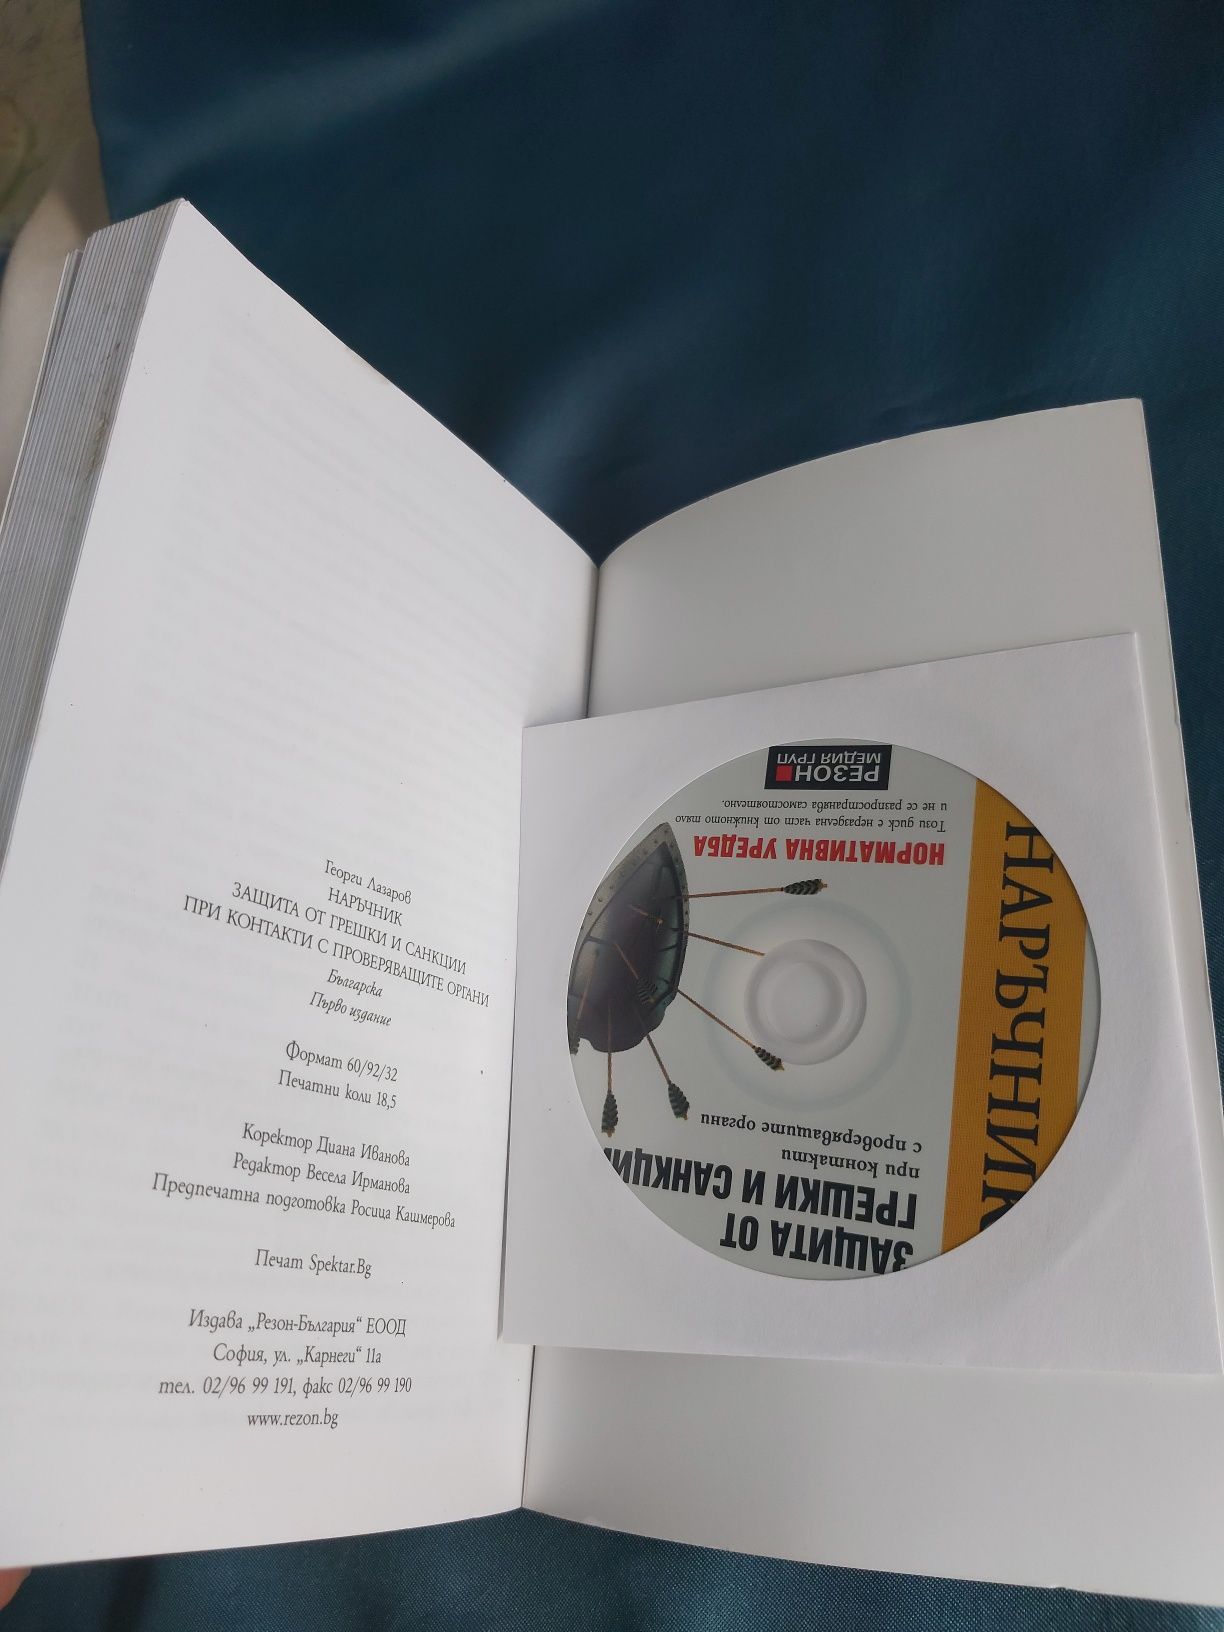 Георги Лазаров
НАРЪЧНИК
ЗАЩИТА ОТ ГРЕШКИ И САНКЦИИ
ПРИ КОНТАКТИ С ПРОВЕРЯВАЩИТЕ ОРГАНИ
Българска
Първо издание
Формат 60/92/32
Печатни коли 18,5
Коректор Диана Иванова
Редактор Весела Ирманова
Предпечатна подготовка Росица Кашмерова
Печат Spektar.Bg
Издава „Резон-България“ ЕООД
София, ул. „Карнеги“ 11а
тел. 02/96 99 191, факс 02/96 99 190
www.rezon.bg
НАРЪЧНИК
ЗАЩИТА ОТ
ГРЕШКИ И САНКЦИИ
при контакти
с проверяващите органи
НОРМАТИВНА УРЕДБА
Този диск е неразделна част от книжното тяло
и не се разпространява самостоятелно.
РЕЗОН
МЕДИЯ ГРУП